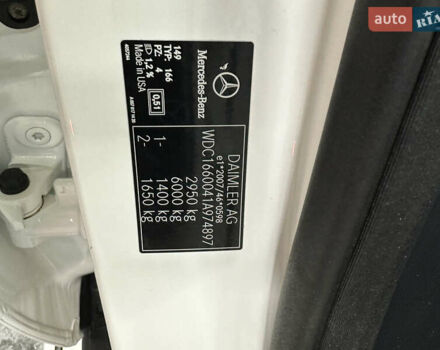 Mercedes-Benz
DAIMLER AG
e1*2007/46*0598
WDC1660041A974897
2950 kg
6000 kg
1- 1400 kg
2- 1650 kg
149
TYP: 166
PZ: 4
ID 1,2 %
Made in USA
0,51
auto RIA